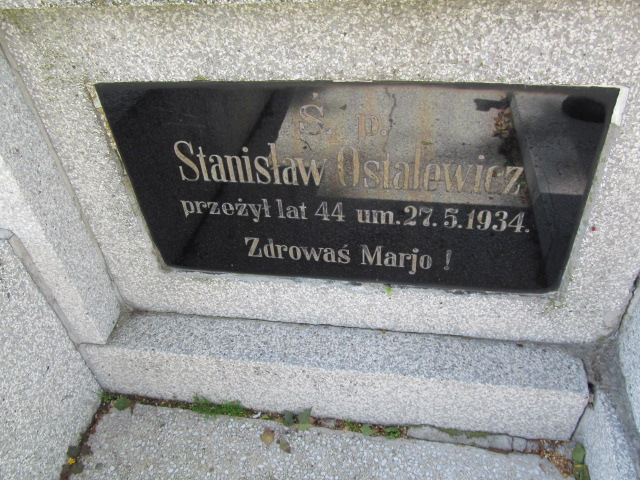 Ś. p.
Stanisław Ostalewicz
przeżył lat 44 um. 27. 5. 1934.
Zdrowaś Marjo !